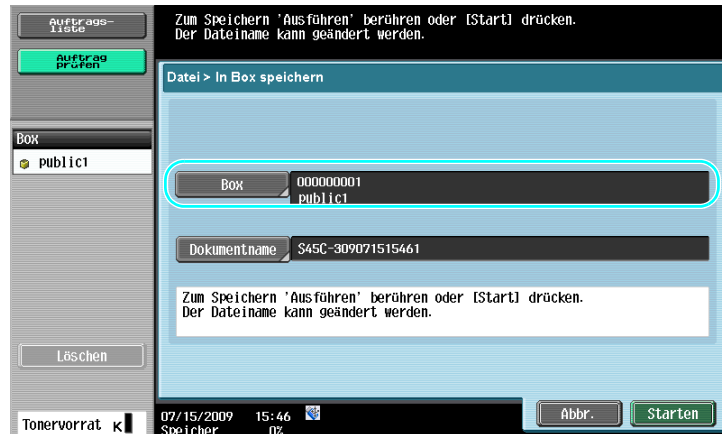 Auftrags-
liste
Auftrag
prüfen
Zum Speichern 'Ausführen' berühren oder [Start] drücken.
Der Dateiname kann geändert werden.
Datei > In Box speichern
Box
public1
Box
000000001
public1
Dokumentname
S45C-309071515461
Zum Speichern 'Ausführen' berühren oder [Start] drücken.
Der Dateiname kann geändert werden.
Löschen
Tonervorrat K
07/15/2009 15:46
Speicher 0%
Abbr.
Starten